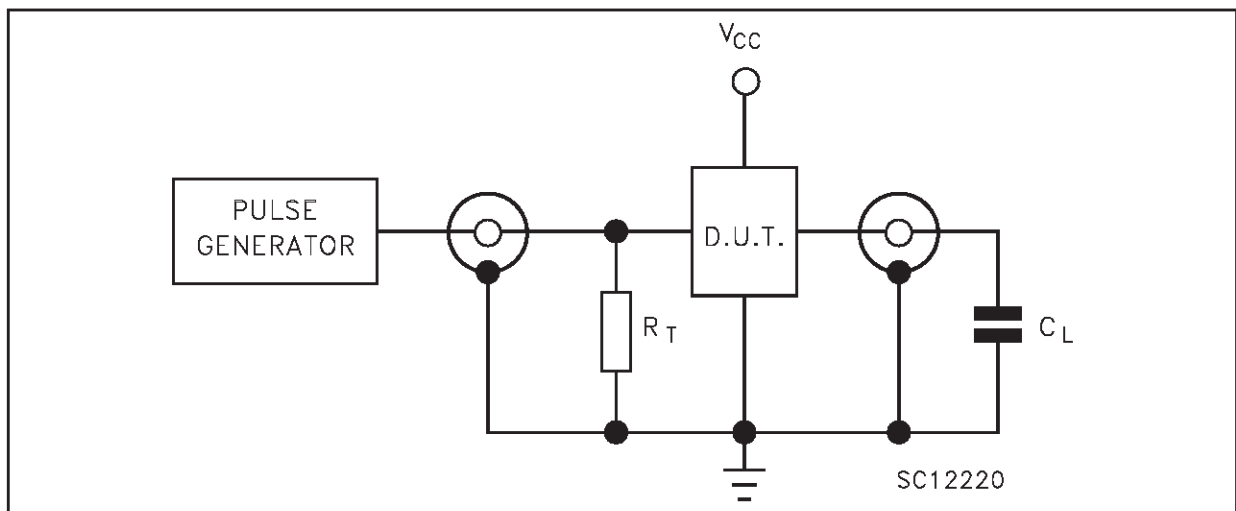 VCC
PULSE
GENERATOR
D.U.T.
RT
CL
SC12220